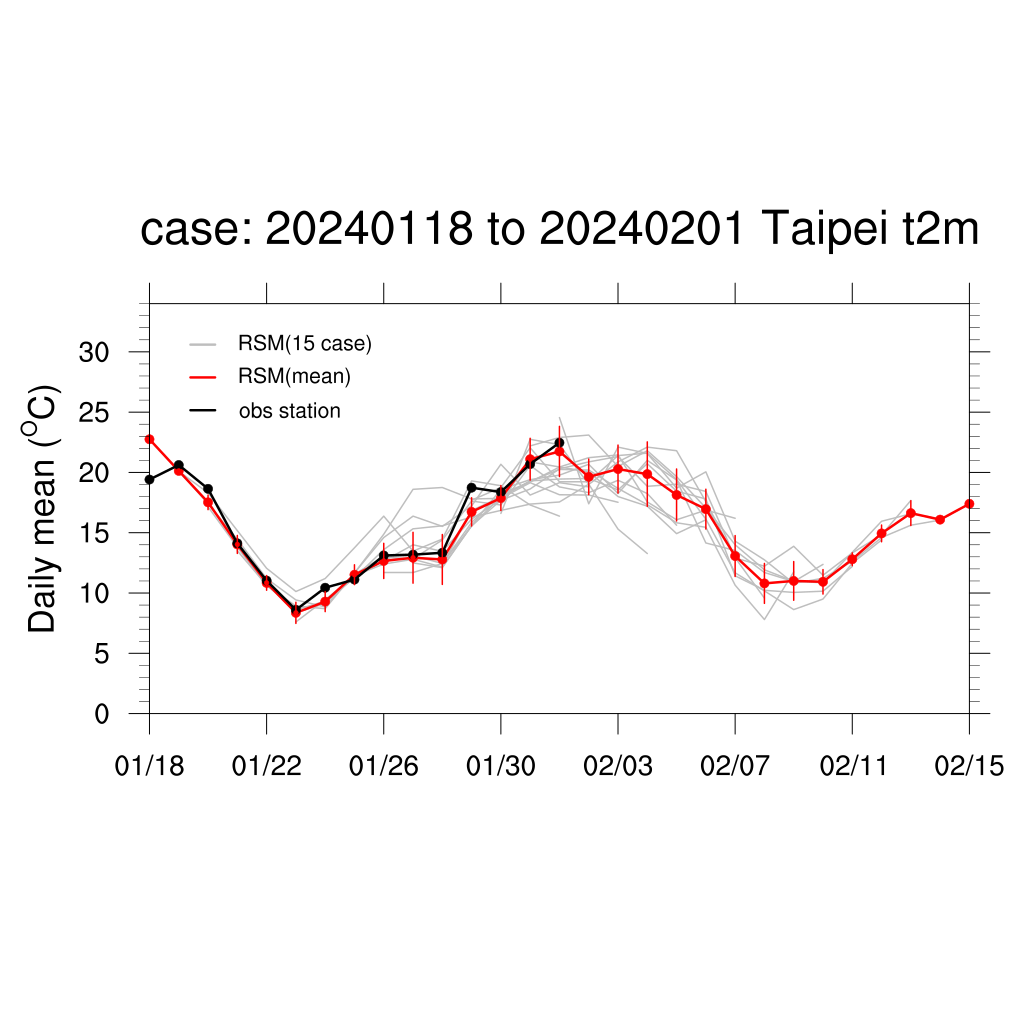 case: 20240118 to 20240201 Taipei t2m
RSM(15 case)
RSM(mean)
obs station
Daily mean (°C)
30
25
20
15
10
5
0
01/18 01/22 01/26 01/30 02/03 02/07 02/11 02/15